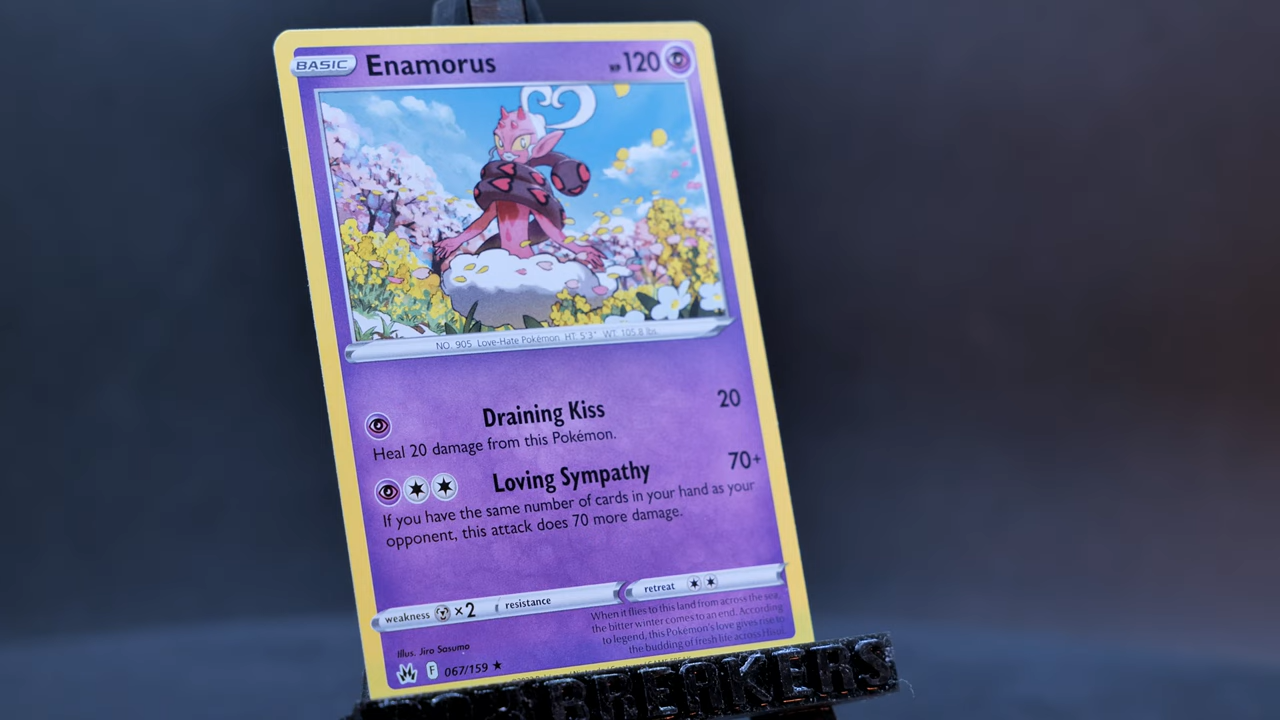 BASIC Enamorus HP 120
NO. 905 Love-Hate Pokémon HT. 5'3" WT. 105.8 lbs.
Draining Kiss 20
Heal 20 damage from this Pokémon.
Loving Sympathy 70+
If you have the same number of cards in your hand as your
opponent, this attack does 70 more damage.
weakness ×2 resistance retreat
When it flies to this land from across the sea,
the bitter winter comes to an end. According
to legend, this Pokémon's love gives rise to
the budding of fresh life across Hisui.
Illus. Jiro Sasumo
F 067/159 ★
BREAKERS